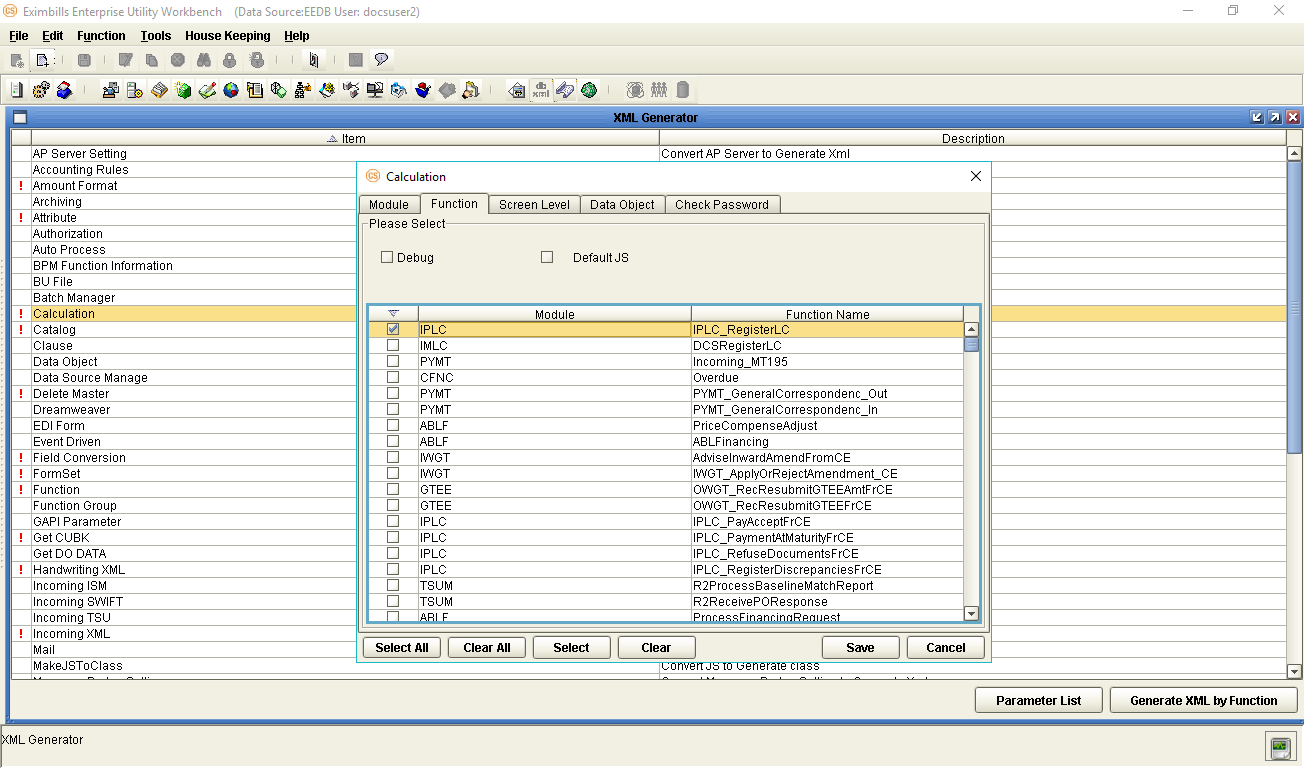 CS Eximbills Enterprise Utility Workbench (Data Source:EEDB User: docsuser2)
File Edit Function Tools House Keeping Help
XML Generator
Item Description
AP Server Setting Convert AP Server to Generate Xml
Accounting Rules
! Amount Format
Archiving
! Attribute
Authorization
Auto Process
BPM Function Information
BU File
Batch Manager
! Calculation
! Catalog
Clause
Data Object
Data Source Manage
! Delete Master
Dreamweaver
EDI Form
Event Driven
! Field Conversion
! FormSet
! Function
Function Group
GAPI Parameter
! Get CUBK
Get DO DATA
! Handwriting XML
Incoming ISM
Incoming SWIFT
Incoming TSU
! Incoming XML
Mail
MakeJSToClass Convert JS to Generate class
CS Calculation
Module Function Screen Level Data Object Check Password
Please Select
Debug Default JS
Module Function Name
IPLC IPLC_RegisterLC
IMLC DCSRegisterLC
PYMT Incoming_MT195
CFNC Overdue
PYMT PYMT_GeneralCorrespondenc_Out
PYMT PYMT_GeneralCorrespondenc_In
ABLF PriceCompenseAdjust
ABLF ABLFinancing
IWGT AdviseInwardAmendFromCE
IWGT IWGT_ApplyOrRejectAmendment_CE
GTEE OWGT_RecResubmitGTEEAmtFrCE
GTEE OWGT_RecResubmitGTEEFrCE
IPLC IPLC_PayAcceptFrCE
IPLC IPLC_PaymentAtMaturityFrCE
IPLC IPLC_RefuseDocumentsFrCE
IPLC IPLC_RegisterDiscrepanciesFrCE
TSUM R2ProcessBaselineMatchReport
TSUM R2ReceivePOResponse
ABLF ProcessFinancingRequest
Select All Clear All Select Clear Save Cancel
Parameter List Generate XML by Function
XML Generator